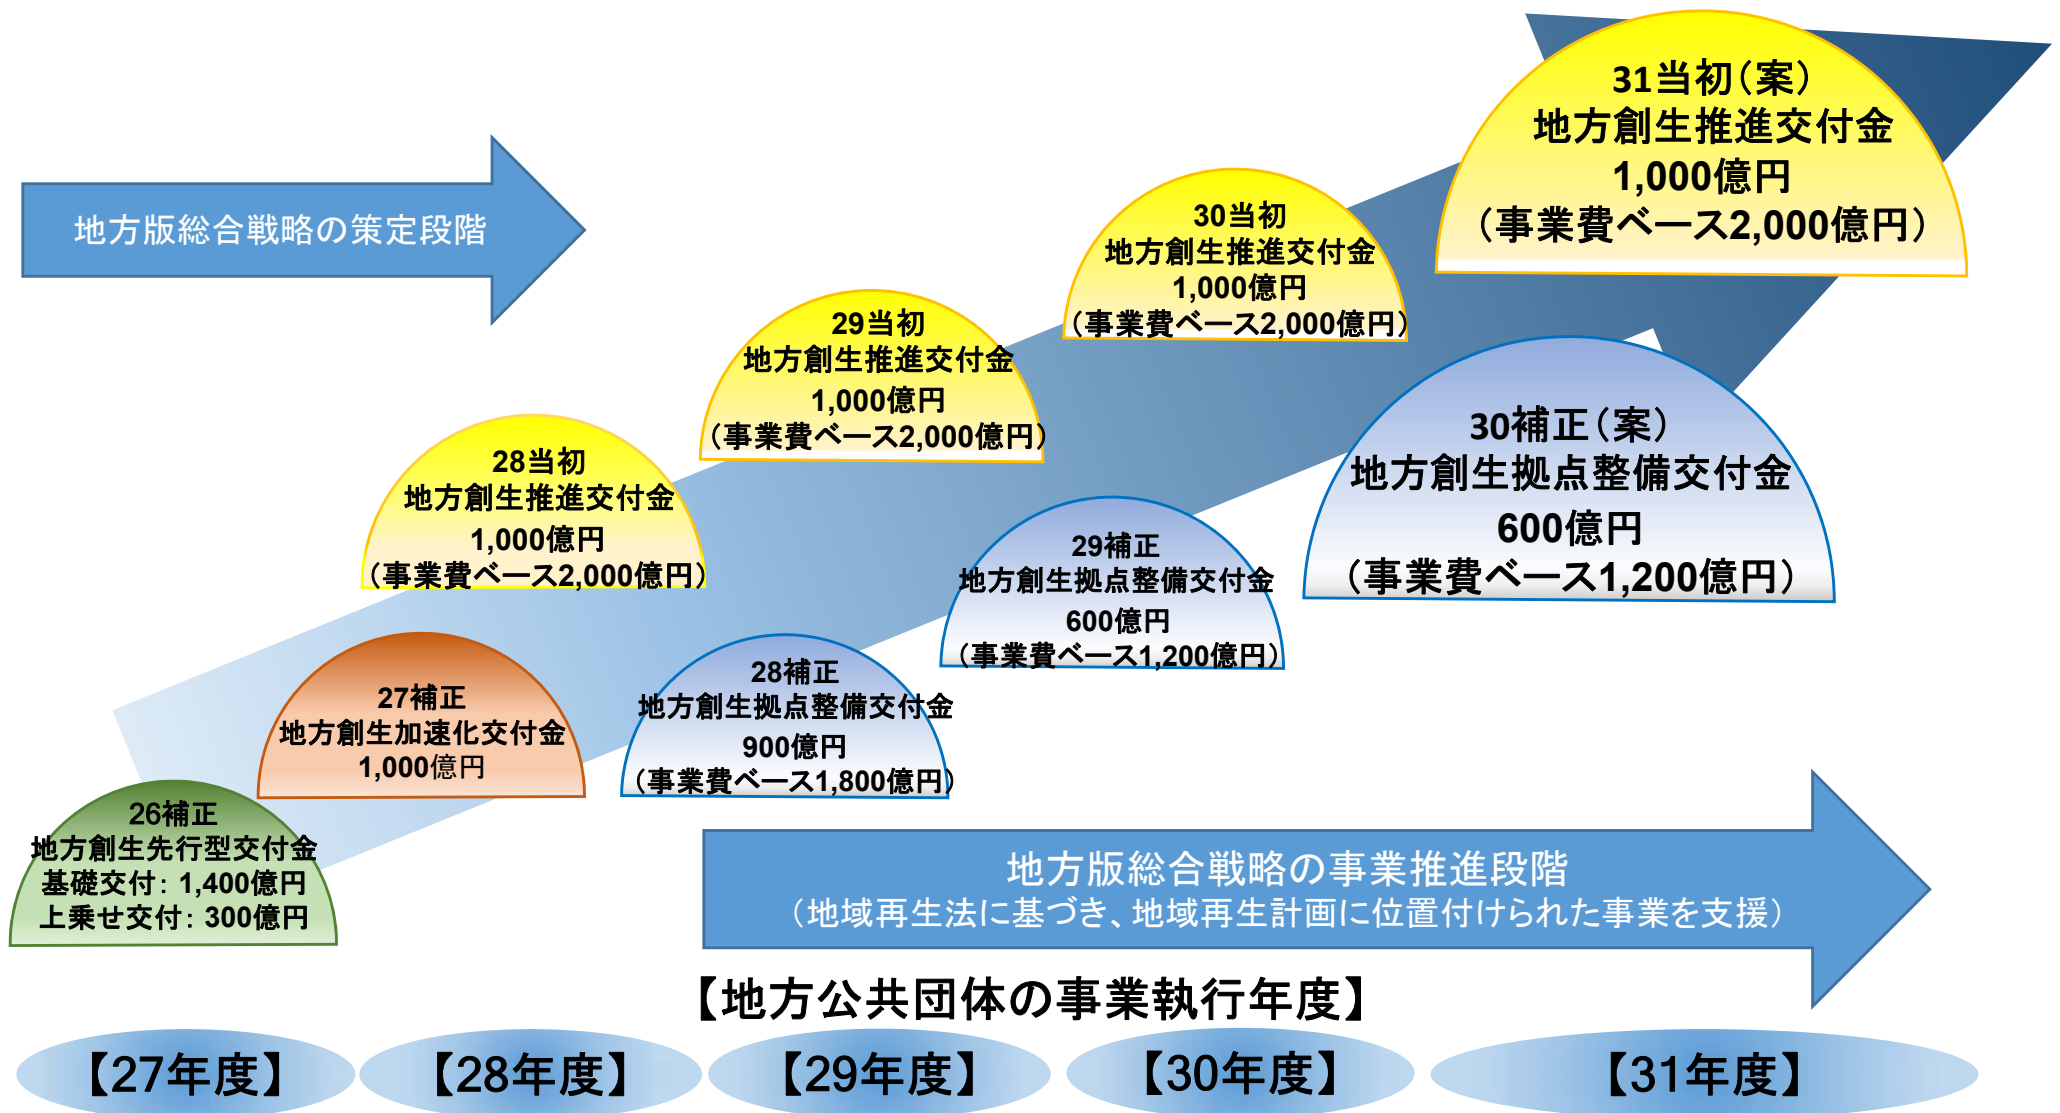 地方版総合戦略の策定段階
31当初（案）
地方創生推進交付金
1,000億円
（事業費ベース2,000億円）
30当初
地方創生推進交付金
1,000億円
（事業費ベース2,000億円）
29当初
地方創生推進交付金
1,000億円
（事業費ベース2,000億円）
28当初
地方創生推進交付金
1,000億円
（事業費ベース2,000億円）
30補正（案）
地方創生拠点整備交付金
600億円
（事業費ベース1,200億円）
29補正
地方創生拠点整備交付金
600億円
（事業費ベース1,200億円）
28補正
地方創生拠点整備交付金
900億円
（事業費ベース1,800億円）
27補正
地方創生加速化交付金
1,000億円
26補正
地方創生先行型交付金
基礎交付：1,400億円
上乗せ交付：300億円
地方版総合戦略の事業推進段階
（地域再生法に基づき、地域再生計画に位置付けられた事業を支援）
【地方公共団体の事業執行年度】
【27年度】
【28年度】
【29年度】
【30年度】
【31年度】